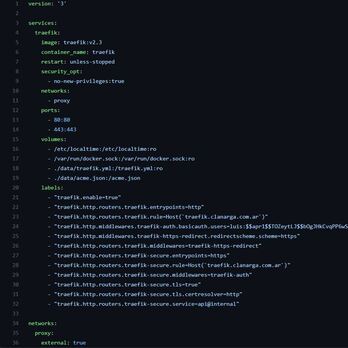 1 version: '3'
2
3 services:
4 traefik:
5 image: traefik:v2.3
6 container_name: traefik
7 restart: unless-stopped
8 security_opt:
9 - no-new-privileges:true
10 networks:
11 - proxy
12 ports:
13 - 80:80
14 - 443:443
15 volumes:
16 - /etc/localtime:/etc/localtime:ro
17 - /var/run/docker.sock:/var/run/docker.sock:ro
18 - ./data/traefik.yml:/traefik.yml:ro
19 - ./data/acme.json:/acme.json
20 labels:
21 - "traefik.enable=true"
22 - "traefik.http.routers.traefik.entrypoints=http"
23 - "traefik.http.routers.traefik.rule=Host(`traefik.clanarga.com.ar`)"
24 - "traefik.http.middlewares.traefik-auth.basicauth.users=luis:
25 - "traefik.http.middlewares.traefik-https-redirect.redirectscheme.scheme=https"
26 - "traefik.http.routers.traefik.middlewares=traefik-https-redirect"
27 - "traefik.http.routers.traefik-secure.entrypoints=https"
28 - "traefik.http.routers.traefik-secure.rule=Host(`traefik.clanarga.com.ar`)"
29 - "traefik.http.routers.traefik-secure.middlewares=traefik-auth"
30 - "traefik.http.routers.traefik-secure.tls=true"
31 - "traefik.http.routers.traefik-secure.tls.certresolver=http"
32 - "traefik.http.routers.traefik-secure.service=api@internal"
33
34 networks:
35 proxy:
36 external: true